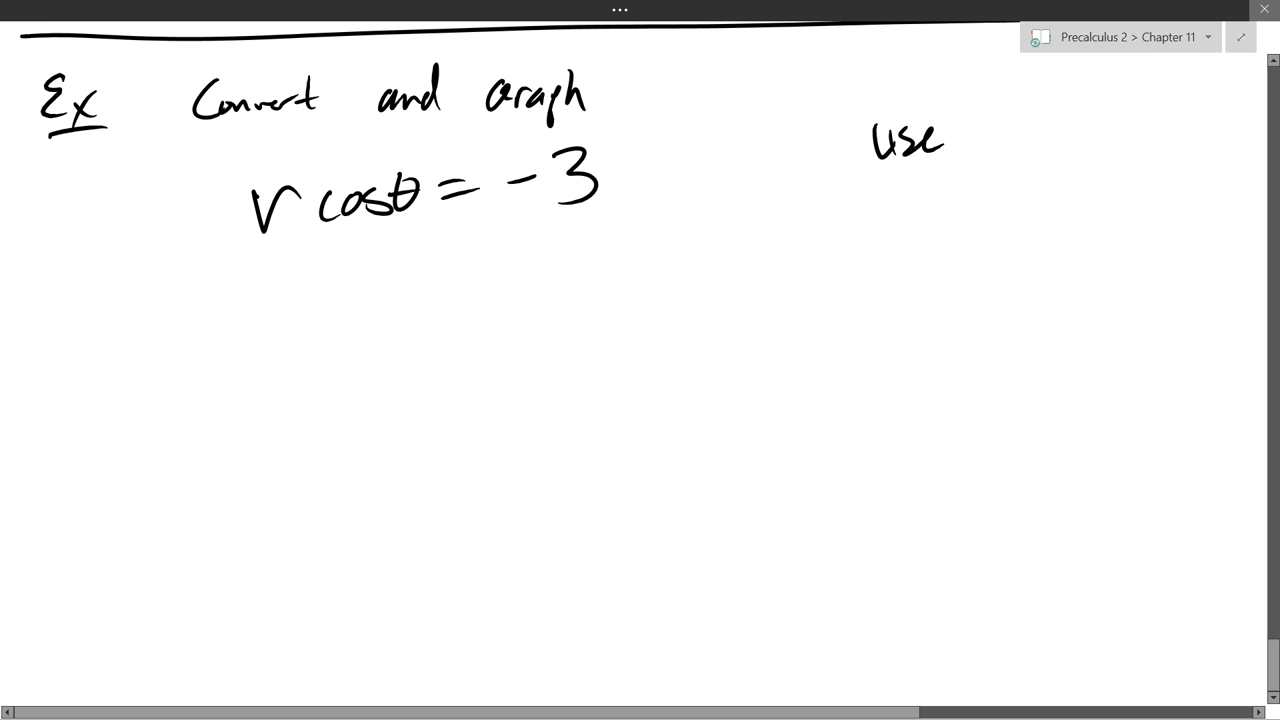 ...
Precalculus 2 > Chapter 11
Ex Convert and Graph
use
r cosθ = -3